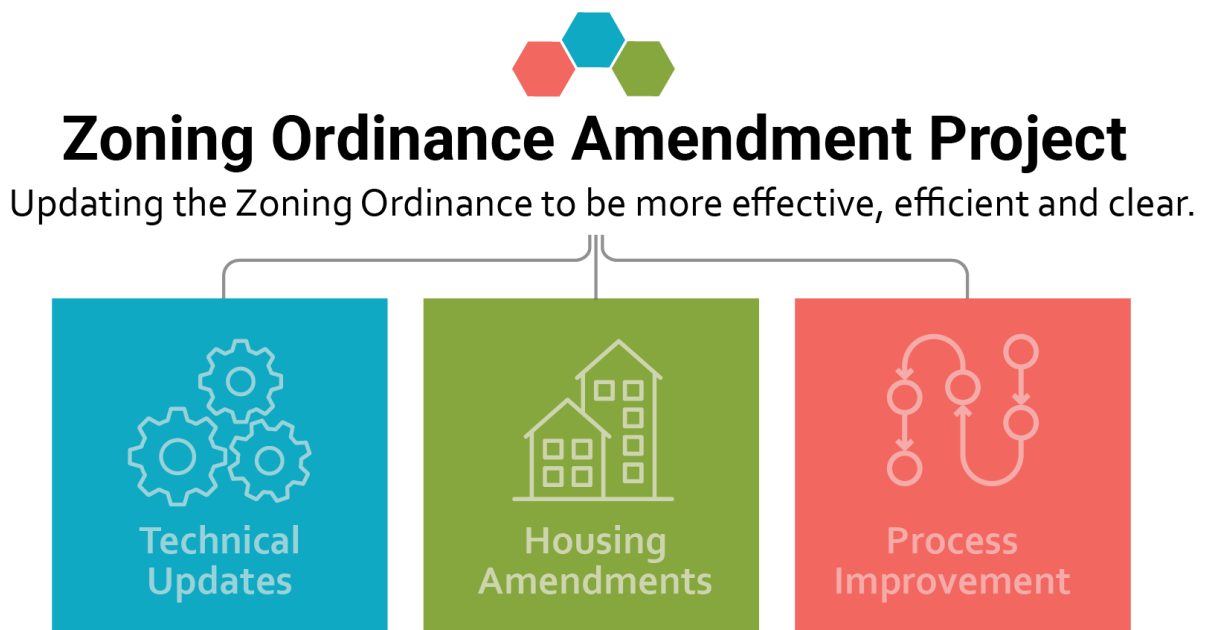 Zoning Ordinance Amendment Project
Updating the Zoning Ordinance to be more effective, efficient and clear.
Technical
Updates
Housing
Amendments
Process
Improvement